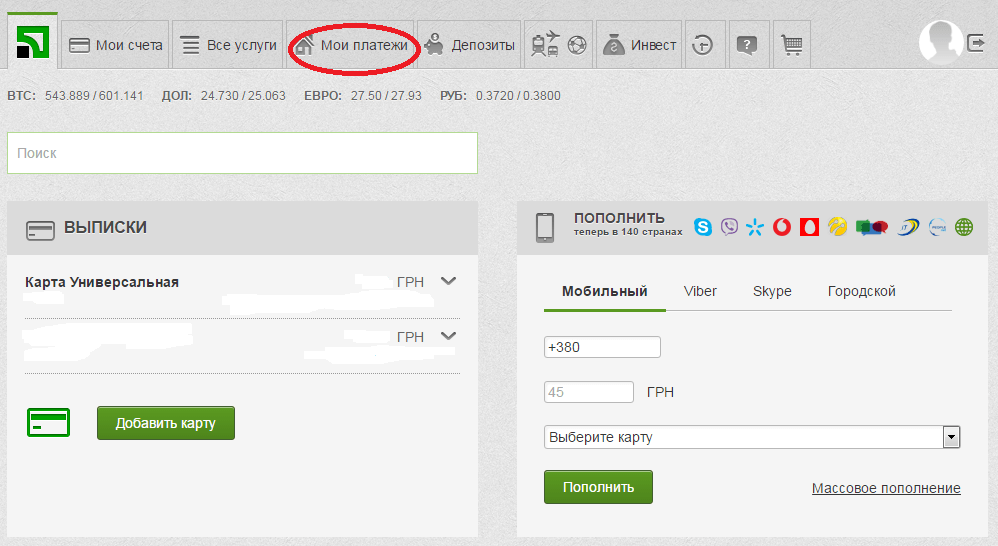 Мои счета Все услуги Мои платежи Депозиты Инвест
BTC: 543.889 / 601.141 ДОЛ: 24.730 / 25.063 ЕВРО: 27.50 / 27.93 РУБ: 0.3720 / 0.3800
Поиск
ВЫПИСКИ
Карта Универсальная ГРН
ГРН
Добавить карту
ПОПОЛНИТЬ
теперь в 140 странах
Мобильный Viber Skype Городской
+380
45 ГРН
Выберите карту
Пополнить Массовое пополнение